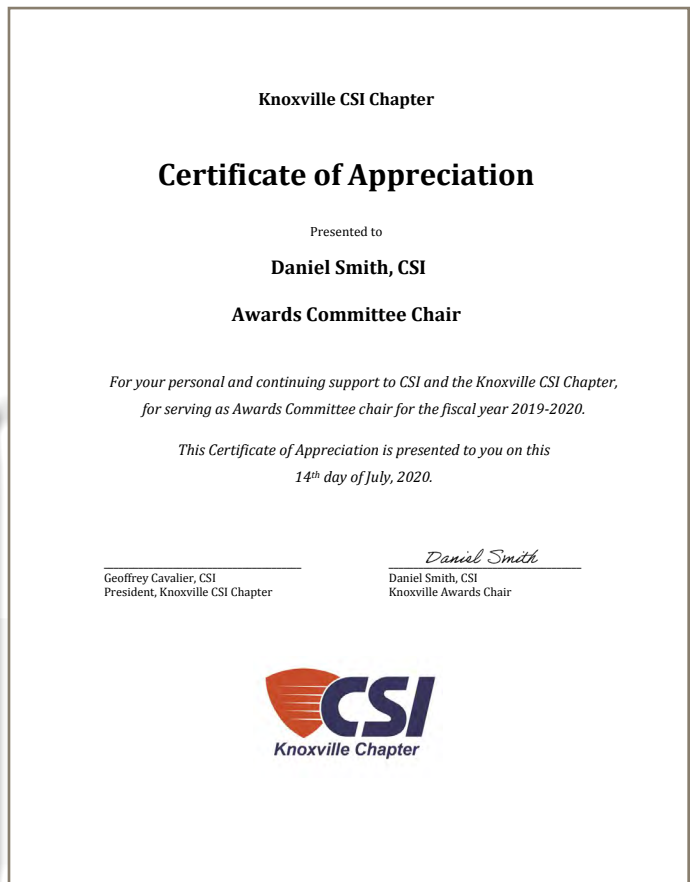 Knoxville CSI Chapter
Certificate of Appreciation
Presented to
Daniel Smith, CSI
Awards Committee Chair
For your personal and continuing support to CSI and the Knoxville CSI Chapter,
for serving as Awards Committee chair for the fiscal year 2019-2020.
This Certificate of Appreciation is presented to you on this
14th day of July, 2020.
Daniel Smith
Geoffrey Cavalier, CSI
President, Knoxville CSI Chapter
Daniel Smith, CSI
Knoxville Awards Chair
CSI
Knoxville Chapter